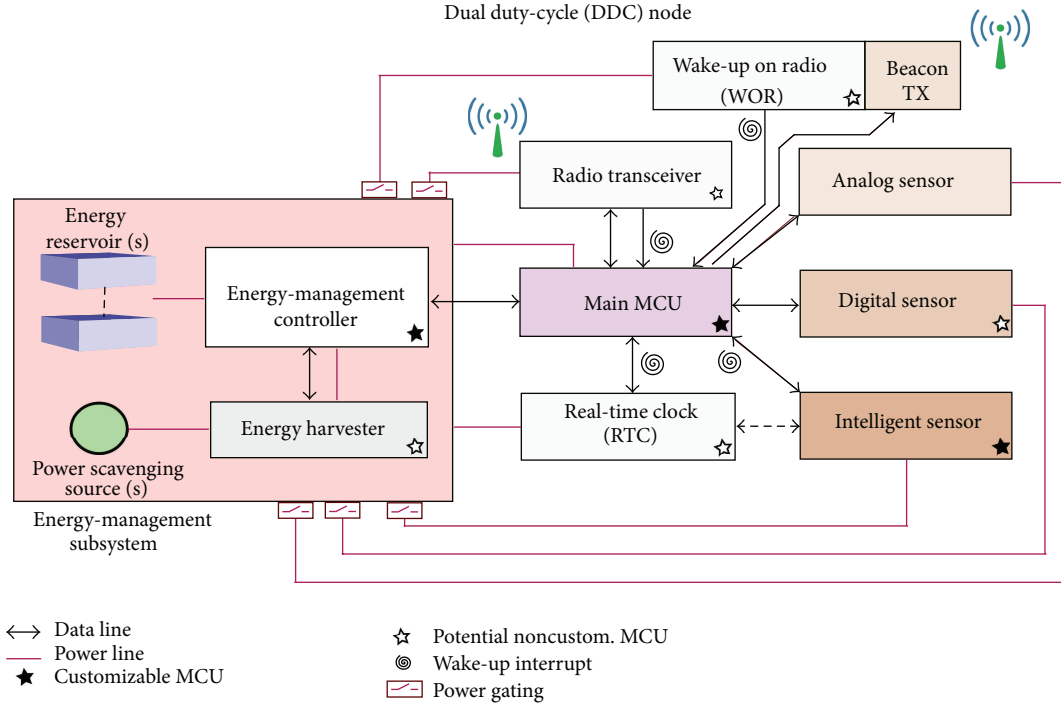 Dual duty-cycle (DDC) node
Wake-up on radio
(WOR)
Beacon
TX
Radio transceiver
Analog sensor
Energy
reservoir (s)
Energy-management
controller
Main MCU
Digital sensor
Real-time clock
(RTC)
Intelligent sensor
Energy harvester
Power scavenging
source (s)
Energy-management
subsystem
Data line
Power line
Customizable MCU
Potential noncustom. MCU
Wake-up interrupt
Power gating